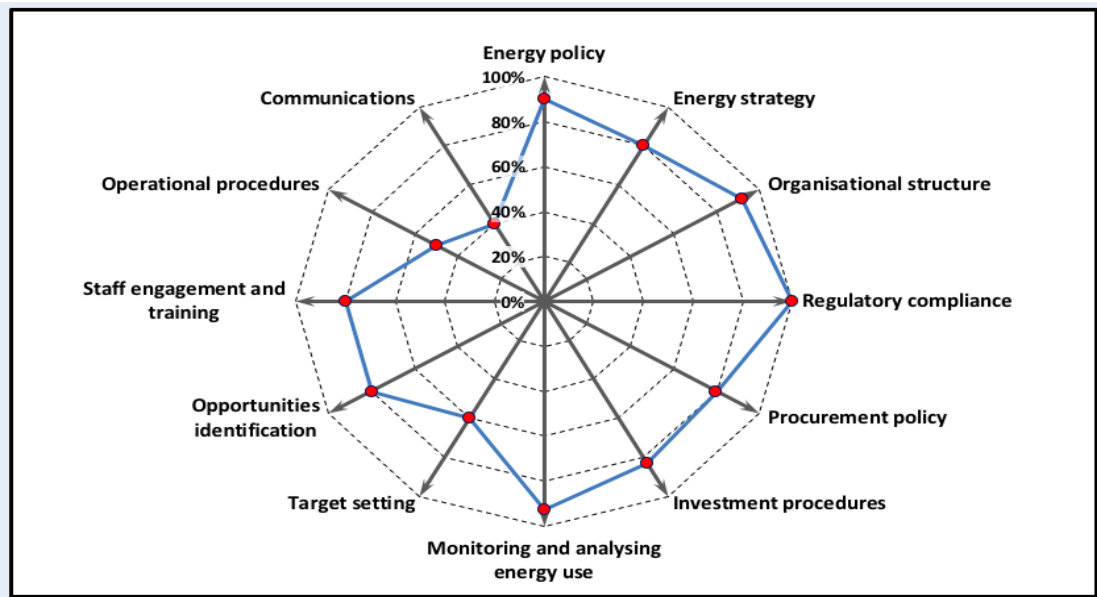 Energy policy
100%
Communications
Energy strategy
80%
60%
Operational procedures
Organisational structure
40%
20%
Staff engagement and
training
0%
Regulatory compliance
Opportunities
identification
Procurement policy
Target setting
Investment procedures
Monitoring and analysing
energy use